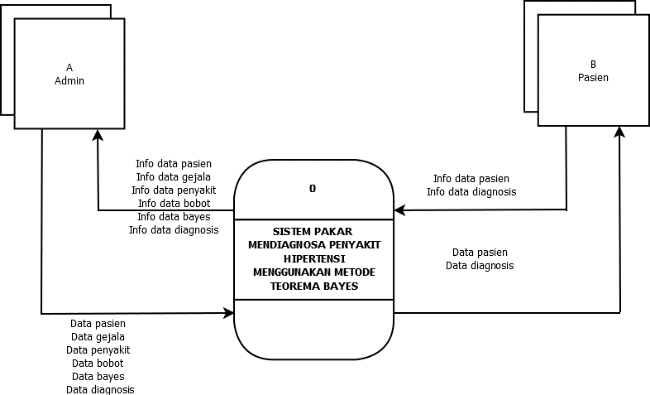 A
Admin
B
Pasien
Info data pasien
Info data gejala
Info data penyakit
Info data bobot
Info data bayes
Info data diagnosis
0
SISTEM PAKAR
MENDIAGNOSA PENYAKIT
HIPERTENSI
MENGGUNAKAN METODE
TEOREMA BAYES
Info data pasien
Info data diagnosis
Data pasien
Data diagnosis
Data pasien
Data gejala
Data penyakit
Data bobot
Data bayes
Data diagnosis